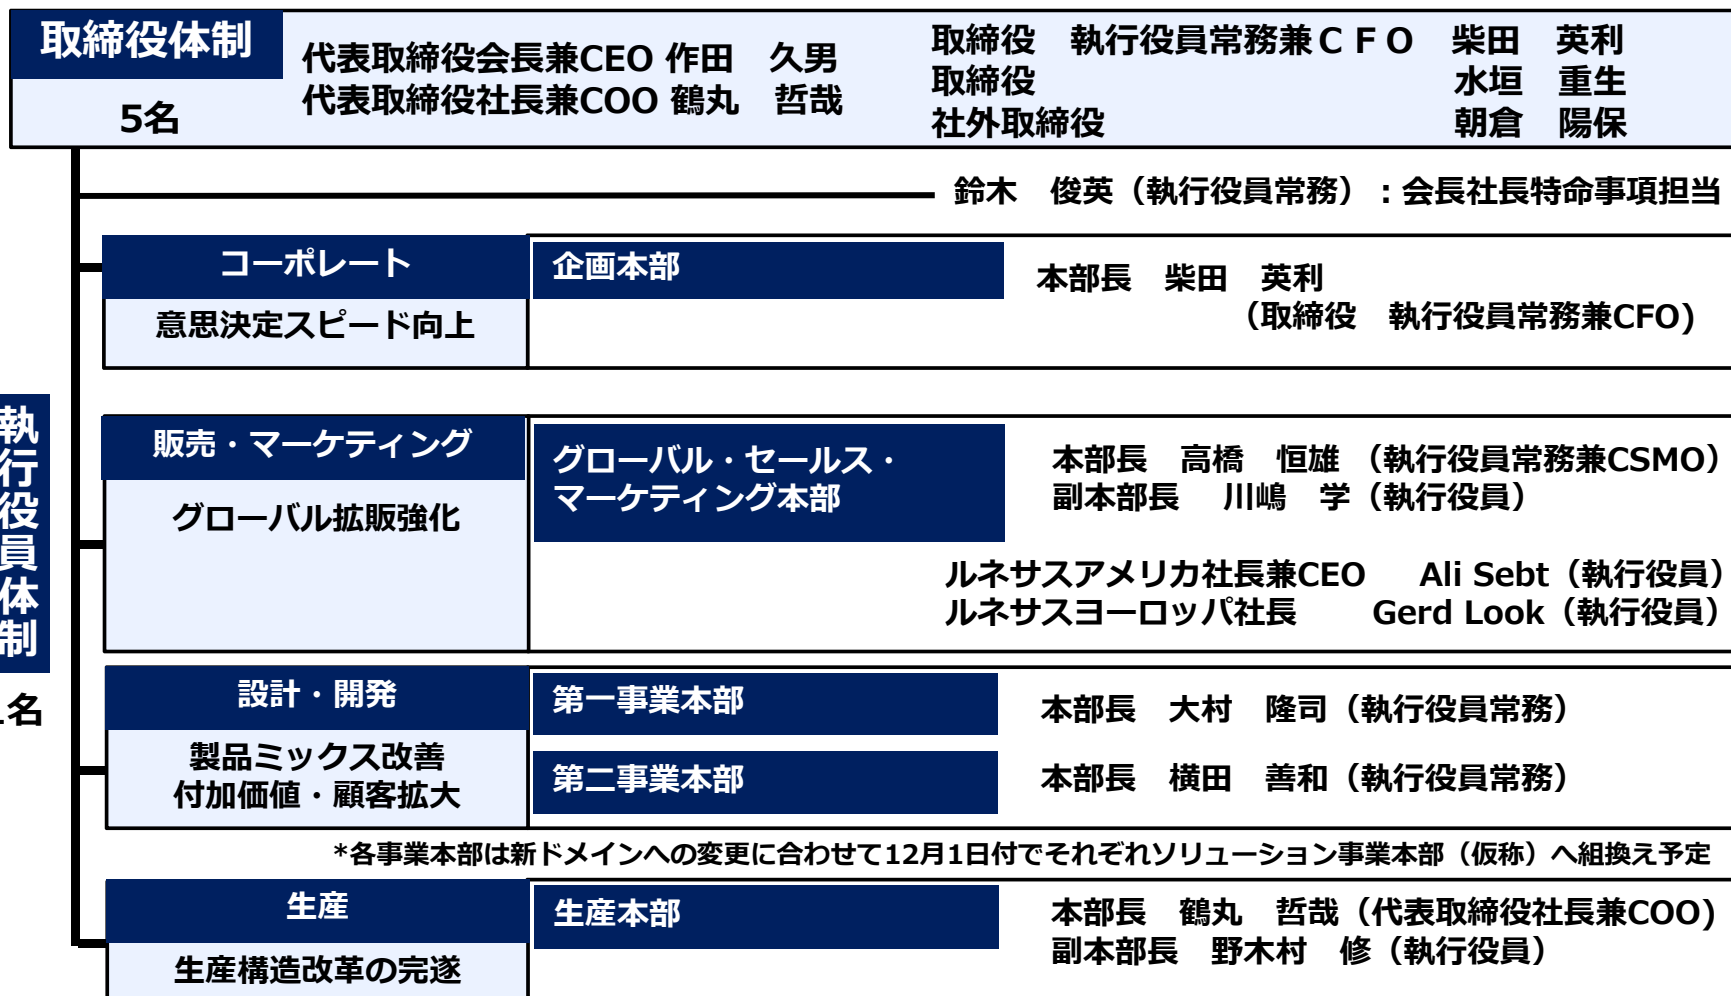 取締役体制
5名
代表取締役会長兼CEO 作田　久男
代表取締役社長兼COO 鶴丸　哲哉
取締役　執行役員常務兼ＣＦＯ　柴田　英利
取締役　水垣　重生
社外取締役　朝倉　陽保
鈴木　俊英（執行役員常務）：会長社長特命事項担当
執行役員体制
名
コーポレート
意思決定スピード向上
企画本部
本部長　柴田　英利
（取締役　執行役員常務兼CFO)
販売・マーケティング
グローバル拡販強化
グローバル・セールス・
マーケティング本部
本部長　高橋　恒雄 （執行役員常務兼CSMO）
副本部長　川嶋　学（執行役員）
ルネサスアメリカ社長兼CEO　Ali Sebt（執行役員）
ルネサスヨーロッパ社長　Gerd Look（執行役員）
設計・開発
製品ミックス改善
付加価値・顧客拡大
第一事業本部
本部長　大村　隆司（執行役員常務）
第二事業本部
本部長　横田　善和（執行役員常務）
*各事業本部は新ドメインへの変更に合わせて12月1日付でそれぞれソリューション事業本部（仮称）へ組換え予定
生産
生産構造改革の完遂
生産本部
本部長　鶴丸　哲哉（代表取締役社長兼COO)
副本部長　野木村　修（執行役員）